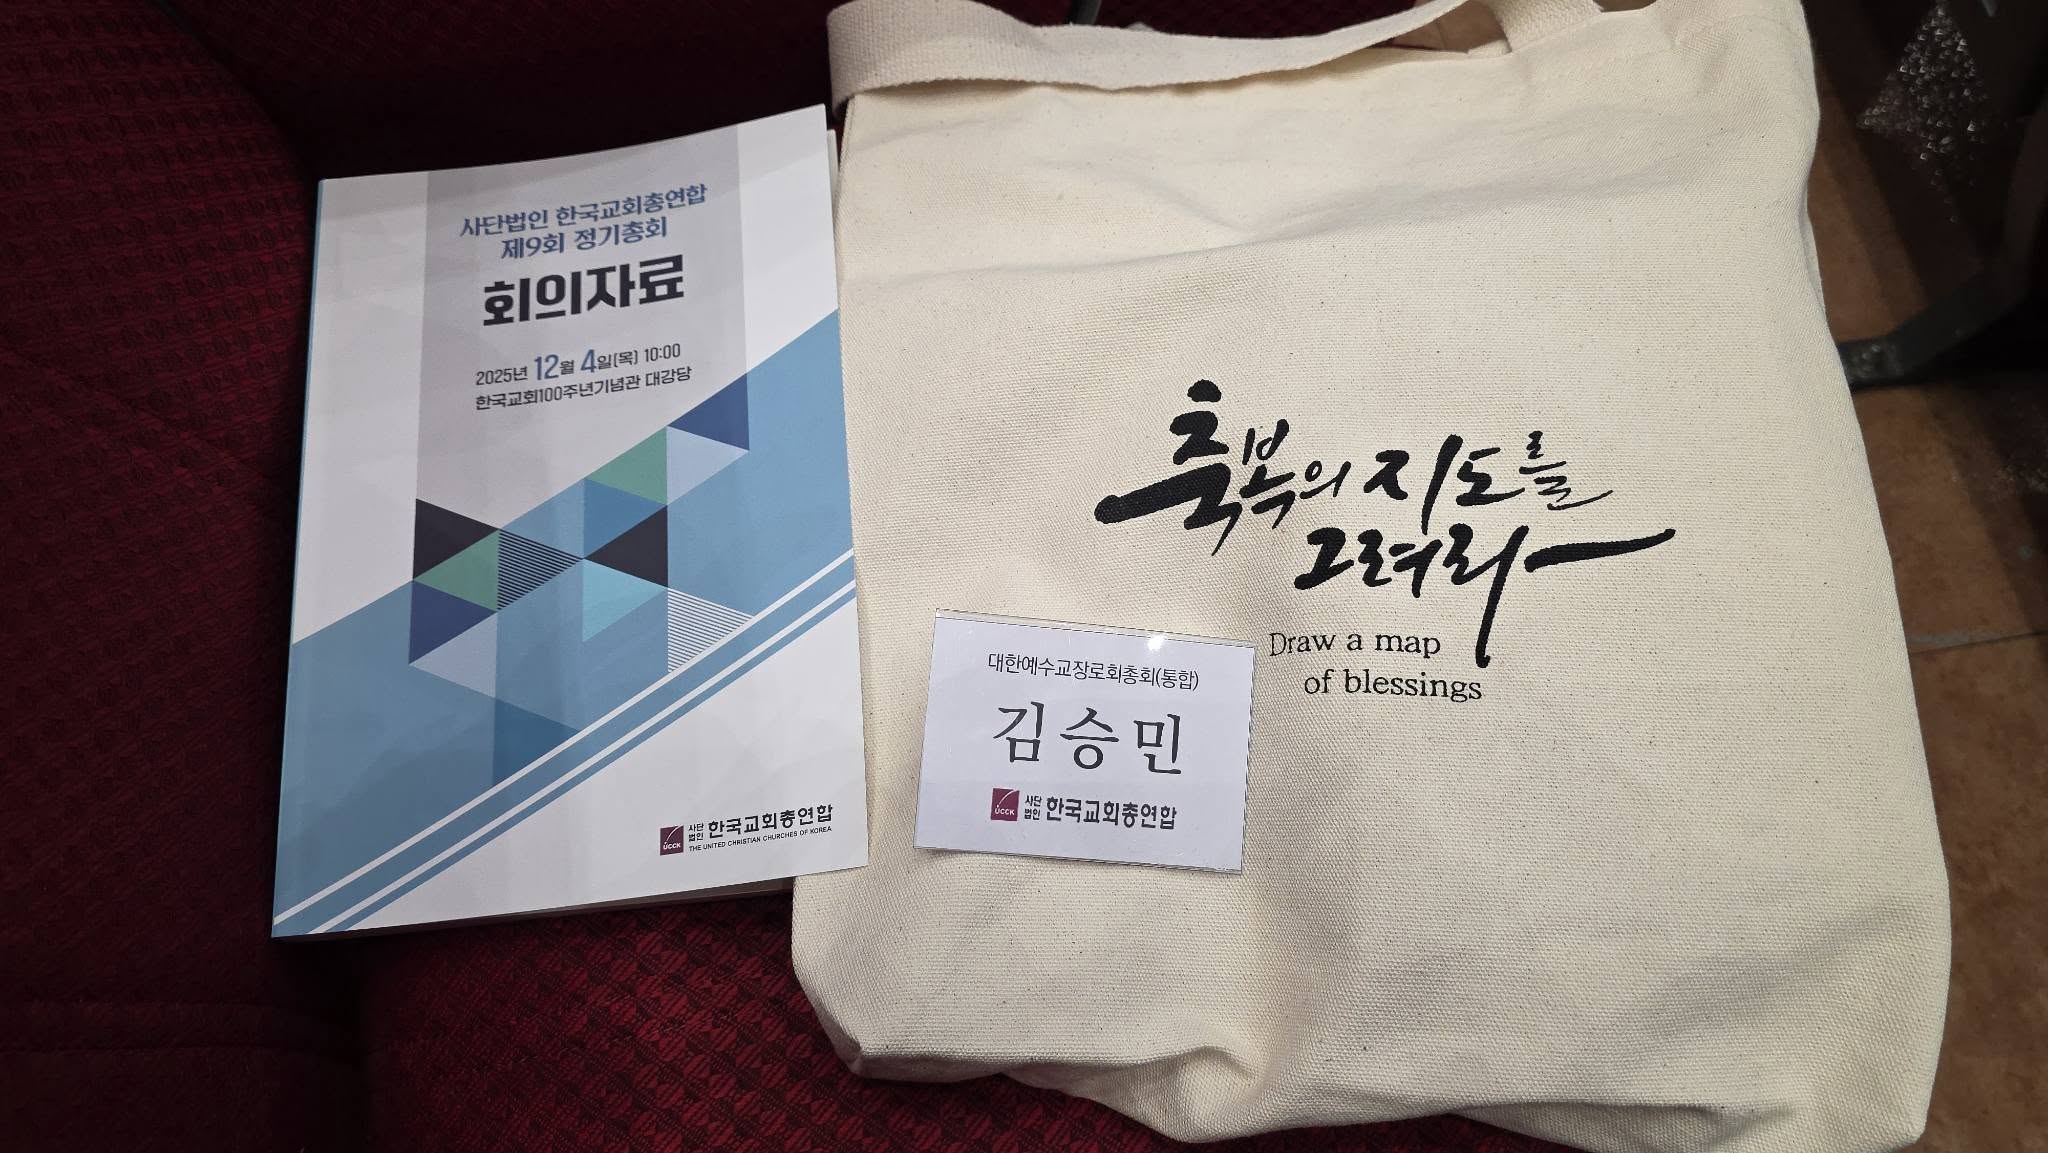 사단법인 한국교회총연합
제9회 정기총회
회의자료
2025년 12월 4일(목) 10:00
한국교회100주년기념관 대강당
UCCK
사단
법인
한국교회총연합
THE UNITED CHRISTIAN CHURCHES OF KOREA
축복의 지도를
그려리
Draw a map
of blessings
대한예수교장로회총회(통합)
김승민
UCCK
사단
법인
한국교회총연합